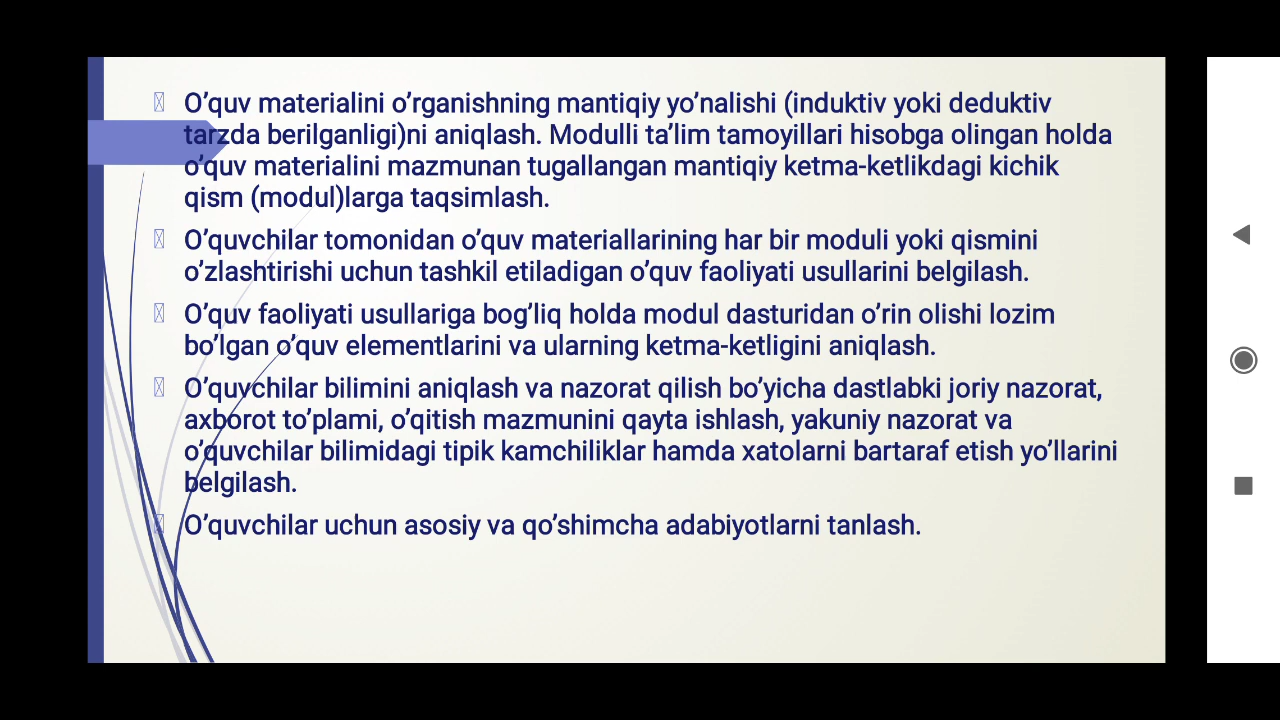 O’quv materialini o’rganishning mantiqiy yo’nalishi (induktiv yoki deduktiv
tarzda berilganligi)ni aniqlash. Modulli ta’lim tamoyillari hisobga olingan holda
o’quv materialini mazmunan tugallangan mantiqiy ketma-ketlikdagi kichik
qism (modul)larga taqsimlash.
O’quvchilar tomonidan o’quv materiallarining har bir moduli yoki qismini
o’zlashtirishi uchun tashkil etiladigan o’quv faoliyati usullarini belgilash.
O’quv faoliyati usullariga bog’liq holda modul dasturidan o’rin olishi lozim
bo’lgan o’quv elementlarini va ularning ketma-ketligini aniqlash.
O’quvchilar bilimini aniqlash va nazorat qilish bo’yicha dastlabki joriy nazorat,
axborot to’plami, o’qitish mazmunini qayta ishlash, yakuniy nazorat va
o’quvchilar bilimidagi tipik kamchiliklar hamda xatolarni bartaraf etish yo’llarini
belgilash.
O’quvchilar uchun asosiy va qo’shimcha adabiyotlarni tanlash.